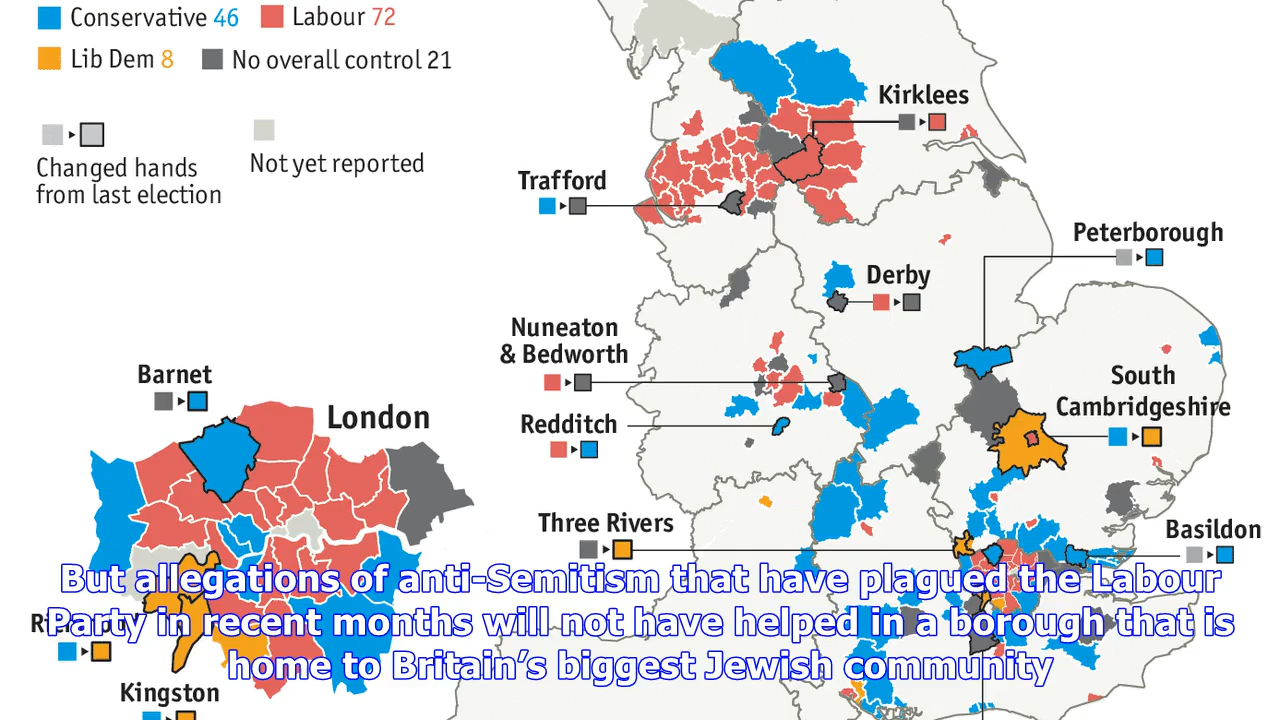 Conservative 46 Labour 72
Lib Dem 8 No overall control 21
Changed hands
from last election
Not yet reported
Kirklees
Trafford
Peterborough
Derby
Nuneaton
& Bedworth
South
Cambridgeshire
Barnet
London
Redditch
Three Rivers
Basildon
But allegations of anti-Semitism that have plagued the Labour
Party in recent months will not have helped in a borough that is
home to Britain’s biggest Jewish community
Kingston